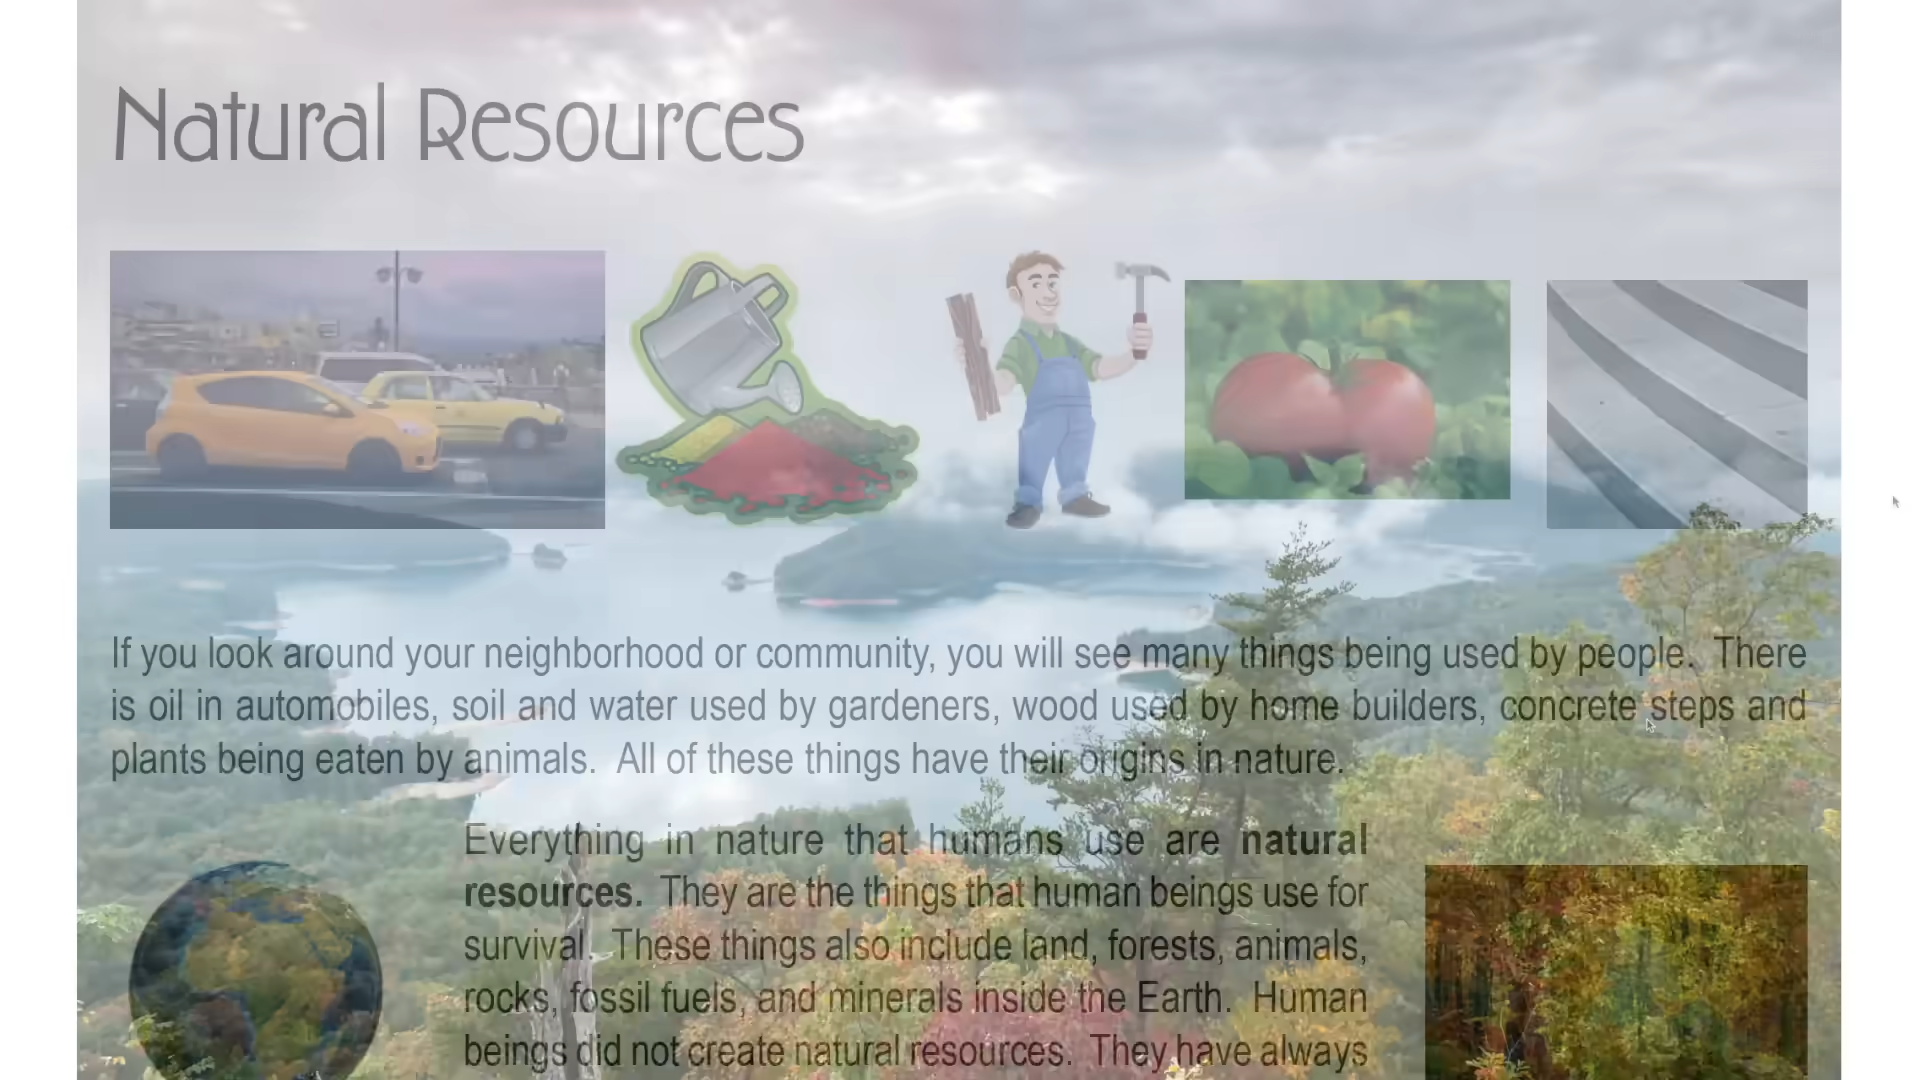 Natural Resources
If you look around your neighborhood or community, you will see many things being used by people. There
is oil in automobiles, soil and water used by gardeners, wood used by home builders, concrete steps and
plants being eaten by animals. All of these things have their origins in nature.
Everything in nature that humans use are natural
resources. They are the things that human beings use for
survival. These things also include land, forests, animals,
rocks, fossil fuels, and minerals inside the Earth. Human
beings did not create natural resources. They have always